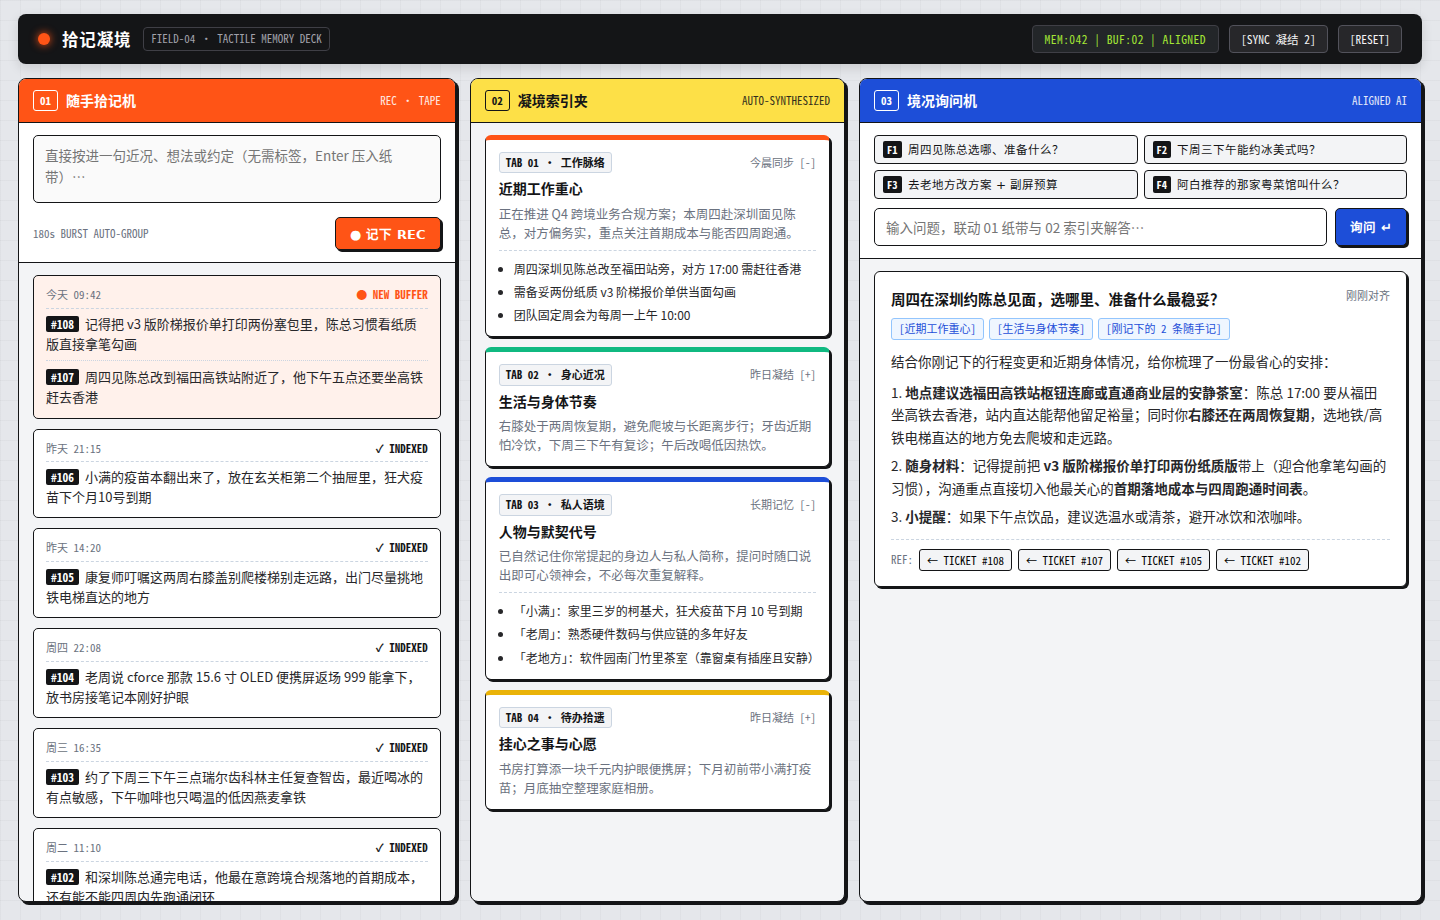 拾记凝境
FIELD-04 · TACTILE MEMORY DECK
MEM:042 | BUF:02 | ALIGNED
[SYNC 凝结 2]
[RESET]
01 随手拾记机
REC · TAPE
直接按进一句近况、想法或约定（无需标签，Enter 压入纸
带）…
180s BURST AUTO-GROUP
● 记下 REC
今天 09:42
● NEW BUFFER
#108 记得把 v3 版阶梯报价单打印两份塞包里，陈总习惯看纸质
版直接拿笔勾画
#107 周四见陈总改到福田高铁站附近了，他下午五点还要坐高铁
赶去香港
昨天 21:15
✓ INDEXED
#106 小满的疫苗本翻出来了，放在玄关柜第二个抽屉里，狂犬疫
苗下个月10号到期
昨天 14:20
✓ INDEXED
#105 康复师叮嘱这两周右膝盖别爬楼梯别走远路，出门尽量挑地
铁电梯直达的地方
周四 22:08
✓ INDEXED
#104 老周说 cforce 那款 15.6 寸 OLED 便携屏返场 999 能拿下，
放书房接笔记本刚好护眼
周三 16:35
✓ INDEXED
#103 约了下周三下午三点瑞尔齿科林主任复查智齿，最近喝冰的
有点敏感，下午咖啡也只喝温的低因燕麦拿铁
周二 11:10
✓ INDEXED
#102 和深圳陈总通完电话，他最在意跨境合规落地的首期成本，
还有能不能四周内先跑通闭环
02 凝境索引夹
AUTO-SYNTHESIZED
TAB 01 · 工作脉络
今晨同步 [-]
近期工作重心
正在推进 Q4 跨境业务合规方案；本周四赴深圳面见陈
总，对方偏务实，重点关注首期成本与能否四周跑通。
• 周四深圳见陈总改至福田站旁，对方 17:00 需赶往香港
• 需备妥两份纸质 v3 阶梯报价单供当面勾画
• 团队固定周会为每周一上午 10:00
TAB 02 · 身心近况
昨日凝结 [+]
生活与身体节奏
右膝处于两周恢复期，避免爬坡与长距离步行；牙齿近期
怕冷饮，下周三下午有复诊；午后改喝低因热饮。
TAB 03 · 私人语境
长期记忆 [-]
人物与默契代号
已自然记住你常提起的身边人与私人简称，提问时随口说
出即可心领神会，不必每次重复解释。
• 「小满」：家里三岁的柯基犬，狂犬疫苗下月 10 号到期
• 「老周」：熟悉硬件数码与供应链的多年好友
• 「老地方」：软件园南门竹里茶室（靠窗桌有插座且安静）
TAB 04 · 待办拾遗
昨日凝结 [+]
挂心之事与心愿
书房打算添一块千元内护眼便携屏；下月初前带小满打疫
苗；月底抽空整理家庭相册。
03 境况询问机
ALIGNED AI
F1 周四见陈总选哪、准备什么？
F2 下周三下午能约冰美式吗？
F3 去老地方改方案 + 副屏预算
F4 阿白推荐的那家粤菜馆叫什么？
输入问题，联动 01 纸带与 02 索引夹解答…
询问 ↵
周四在深圳约陈总见面，选哪里、准备什么最稳妥？
刚刚对齐
[近期工作重心] [生活与身体节奏] [刚记下的 2 条随手记]
结合你刚记下的行程变更和近期身体情况，给你梳理了一份最省心的安排：
1. 地点建议选福田高铁站枢纽连廊或直通商业层的安静茶室：陈总 17:00 要从福田
坐高铁去香港，站内直达能帮他留足裕量；同时你右膝还在两周恢复期，选地铁/高
铁电梯直达的地方免去爬坡和走远路。
2. 随身材料：记得提前把 v3 版阶梯报价单打印两份纸质版带上（迎合他拿笔勾画的
习惯），沟通重点直接切入他最关心的首期落地成本与四周跑通时间表。
3. 小提醒：如果下午点饮品，建议选温水或清茶，避开冰饮和浓咖啡。
REF: ← TICKET #108 ← TICKET #107 ← TICKET #105 ← TICKET #102